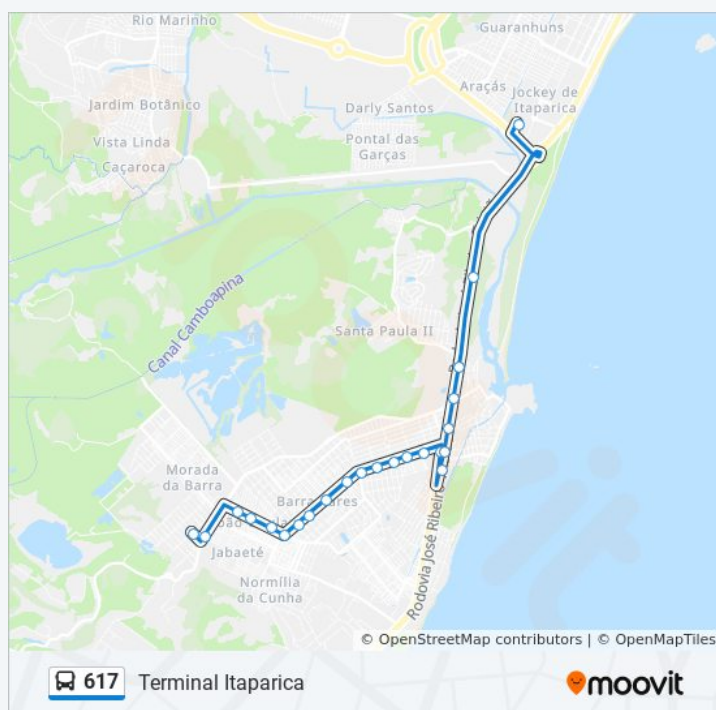 Rio Marinho
Guaranhuns
Araçás
Jockey de
Itaparica
Jardim Botânico
Darly Santos
Vista Linda
Pontal das
Garças
Caçaroca
Canal Camboapina
Santa Paula II
Morada
da Barra
Jabaeté
Normília
da Cunha
Rodovia José Ribeiro
© OpenStreetMap contributors | © OpenMapTiles
617 Terminal Itaparica
moovit